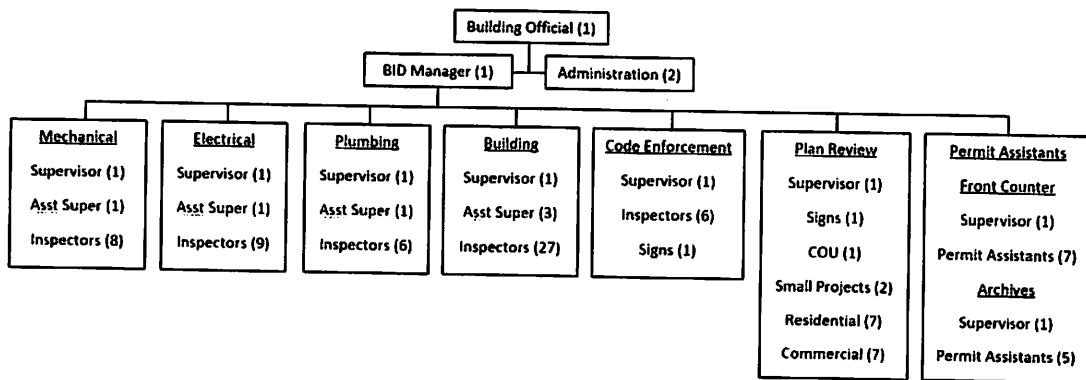 Building Official (1)
BID Manager (1)
Administration (2)
Mechanical
Supervisor (1)
Asst Super (1)
Inspectors (8)
Electrical
Supervisor (1)
Asst Super (1)
Inspectors (9)
Plumbing
Supervisor (1)
Asst Super (1)
Inspectors (6)
Building
Supervisor (1)
Asst Super (3)
Inspectors (27)
Code Enforcement
Supervisor (1)
Inspectors (6)
Signs (1)
Plan Review
Supervisor (1)
Signs (1)
COU (1)
Small Projects (2)
Residential (7)
Commercial (7)
Permit Assistants
Front Counter
Supervisor (1)
Permit Assistants (7)
Archives
Supervisor (1)
Permit Assistants (5)